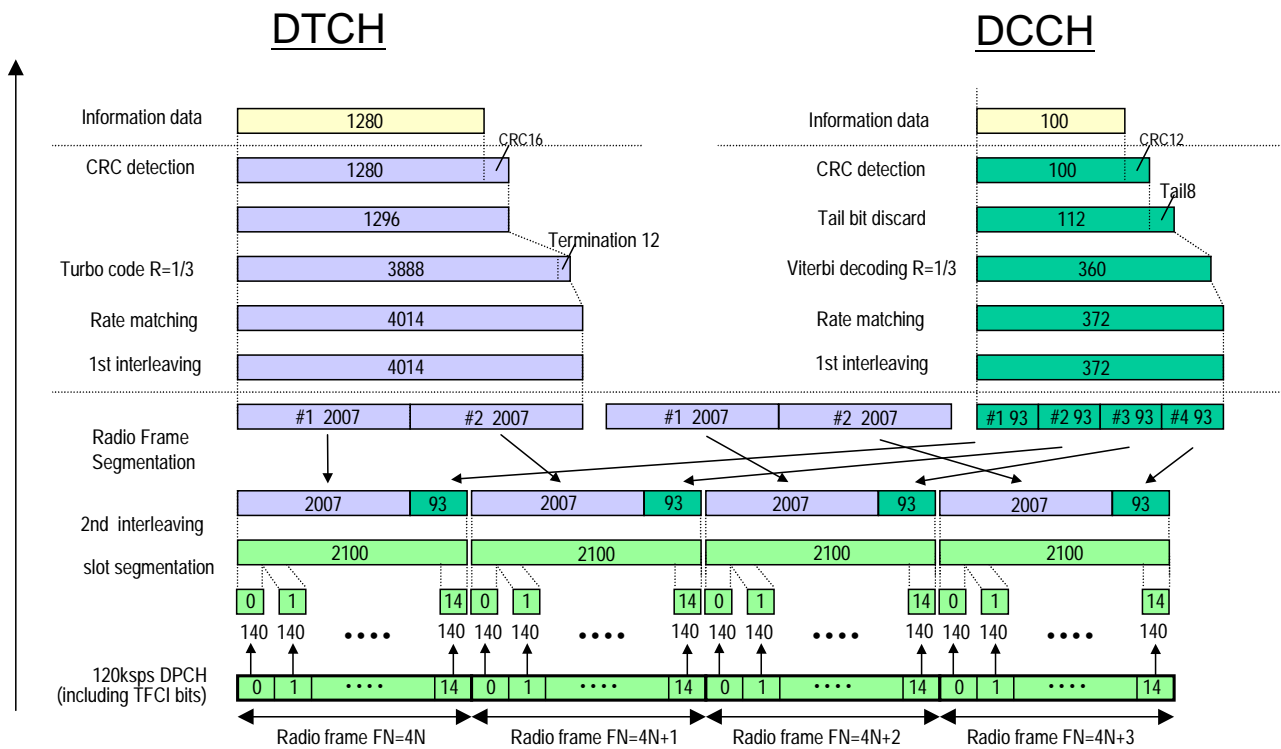 DTCH DCCH
Information data 1280 Information data 100
CRC16 CRC12
CRC detection 1280 CRC detection 100
Tail8
1296 Tail bit discard 112
Termination 12
Turbo code R=1/3 3888 Viterbi decoding R=1/3 360
Rate matching 4014 Rate matching 372
1st interleaving 4014 1st interleaving 372
#1 2007 #2 2007 #1 2007 #2 2007 #1 93 #2 93 #3 93 #4 93
Radio Frame
Segmentation
2007 93 2007 93 2007 93 2007 93
2nd interleaving
2100 2100 2100 2100
slot segmentation
0 1 14 0 1 14 0 1 14 0 1 14
140 140 •••• 140 140 140 •••• 140 140 140 •••• 140 140 140 •••• 140
120ksps DPCH
(including TFCI bits)
0 1 •••• 14 0 1 •••• 14 0 1 •••• 14 0 1 •••• 14
Radio frame FN=4N Radio frame FN=4N+1 Radio frame FN=4N+2 Radio frame FN=4N+3